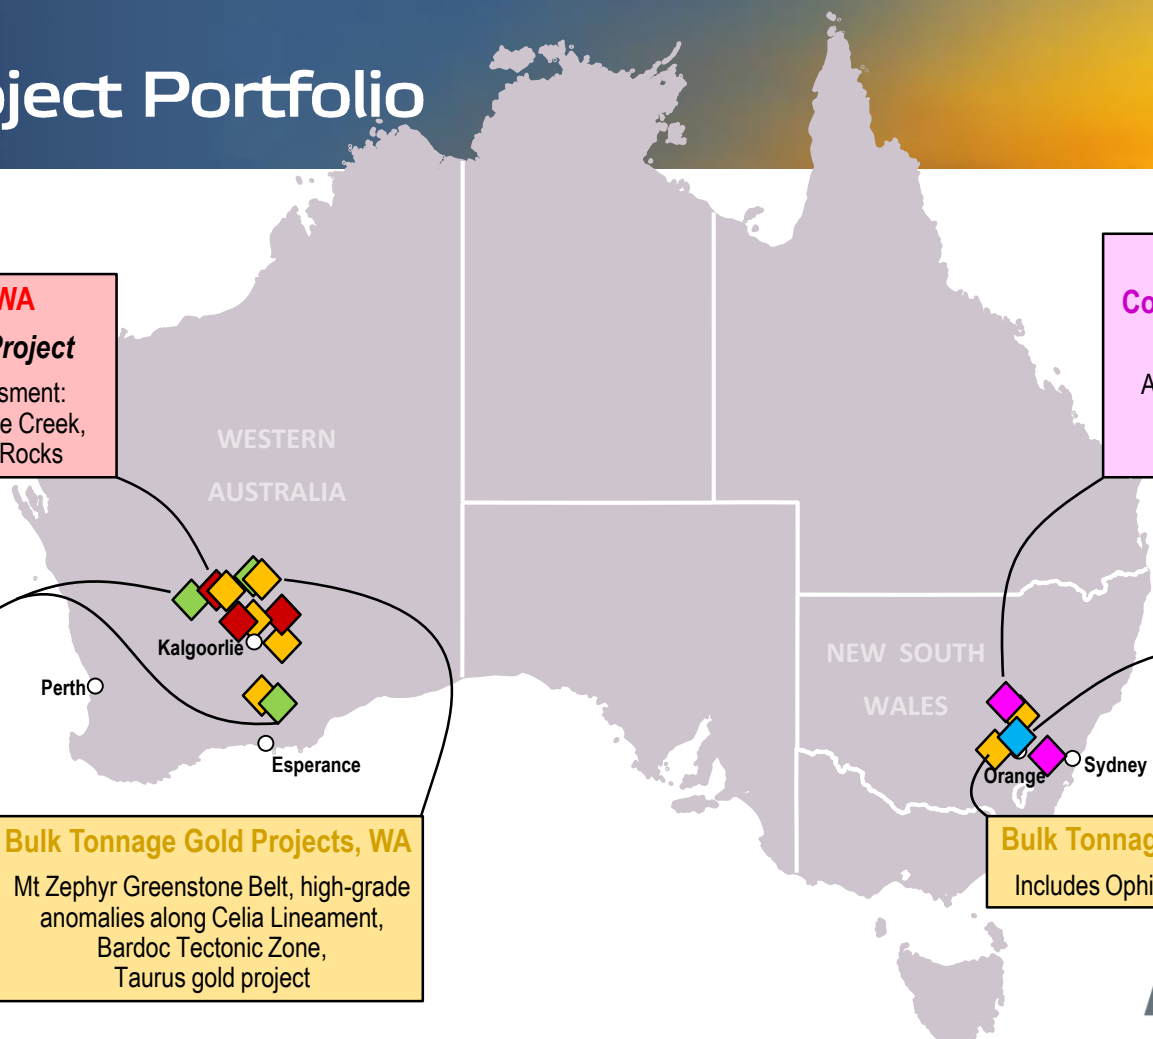 ject Portfolio
WA
Project
sment:
e Creek,
Rocks
Co
A
WESTERN
AUSTRALIA
NEW SOUTH
WALES
Kalgoorlie
Perth
Esperance
Orange
Sydney
Bulk Tonnage Gold Projects, WA
Mt Zephyr Greenstone Belt, high-grade
anomalies along Celia Lineament,
Bardoc Tectonic Zone,
Taurus gold project
Bulk Tonnag
Includes Ophi